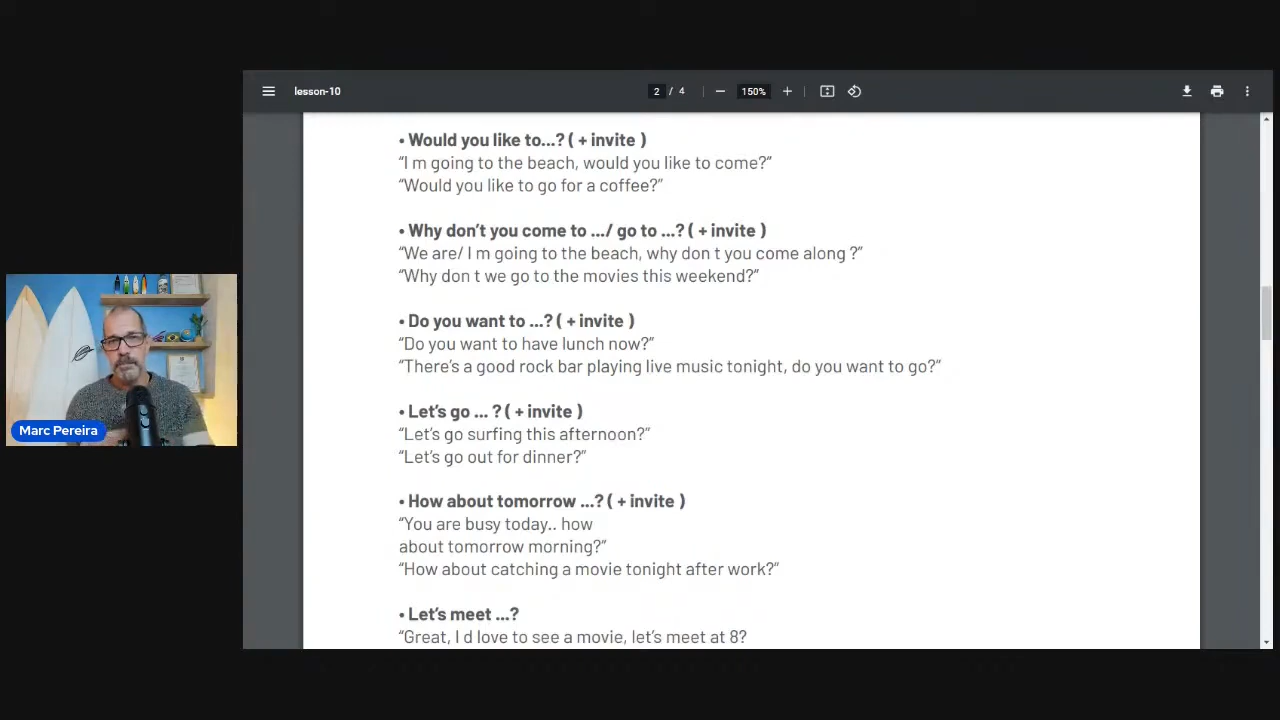 lesson-10
2 / 4
150%
• Would you like to...? ( + invite )
“I m going to the beach, would you like to come?”
“Would you like to go for a coffee?”
• Why don’t you come to .../ go to ...? ( + invite )
“We are/ I m going to the beach, why don t you come along ?”
“Why don t we go to the movies this weekend?”
• Do you want to ...? ( + invite )
“Do you want to have lunch now?”
“There’s a good rock bar playing live music tonight, do you want to go?”
• Let’s go ... ? ( + invite )
“Let’s go surfing this afternoon?”
“Let’s go out for dinner?”
• How about tomorrow ...? ( + invite )
“You are busy today.. how
about tomorrow morning?”
“How about catching a movie tonight after work?”
• Let’s meet ...?
“Great, I d love to see a movie, let’s meet at 8?
Marc Pereira